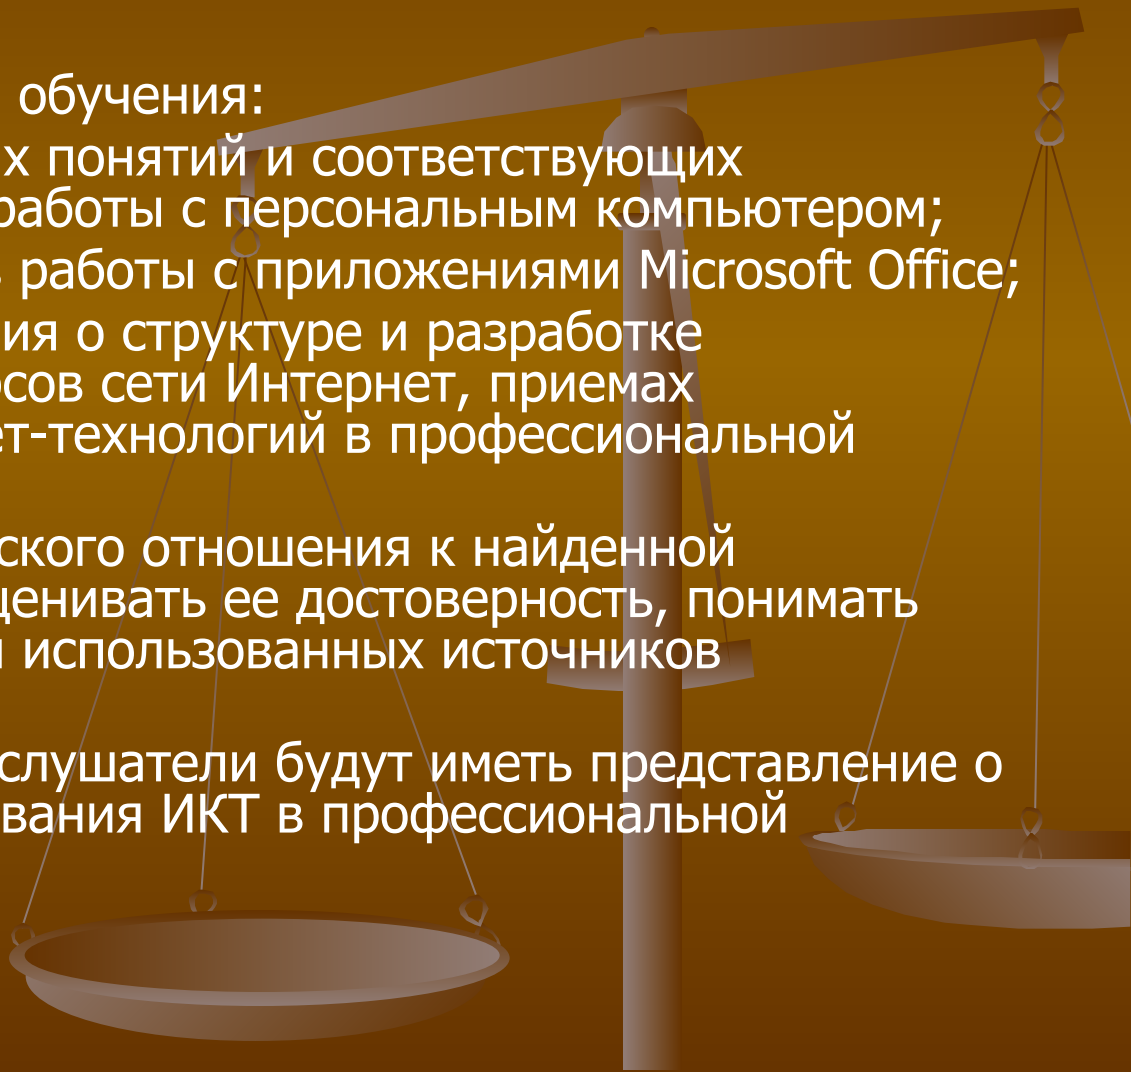 обучения:
х понятий и соответствующих
работы с персональным компьютером;
работы с приложениями Microsoft Office;
ия о структуре и разработке
сов сети Интернет, приемах
ет-технологий в профессиональной
ского отношения к найденной
ценивать ее достоверность, понимать
использованных источников
слушатели будут иметь представление о
вания ИКТ в профессиональной